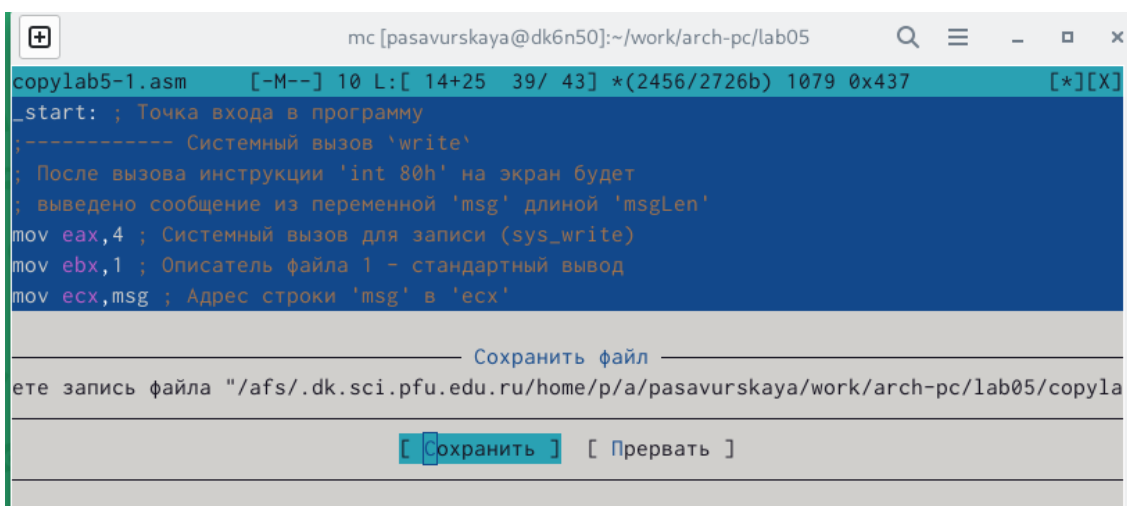 mc [pasavurskaya@dk6n50]:~/work/arch-pc/lab05
copylab5-1.asm [-M--] 10 L:[ 14+25 39/ 43] *(2456/2726b) 1079 0x437 [*][X]
_start: ; Точка входа в программу
;------------ Системный вызов `write`
; После вызова инструкции 'int 80h' на экран будет
; выведено сообщение из переменной 'msg' длиной 'msgLen'
mov eax,4 ; Системный вызов для записи (sys_write)
mov ebx,1 ; Описатель файла 1 - стандартный вывод
mov ecx,msg ; Адрес строки 'msg' в 'ecx'
Сохранить файл
ете запись файла "/afs/.dk.sci.pfu.edu.ru/home/p/a/pasavurskaya/work/arch-pc/lab05/copyla
[ Сохранить ] [ Прервать ]